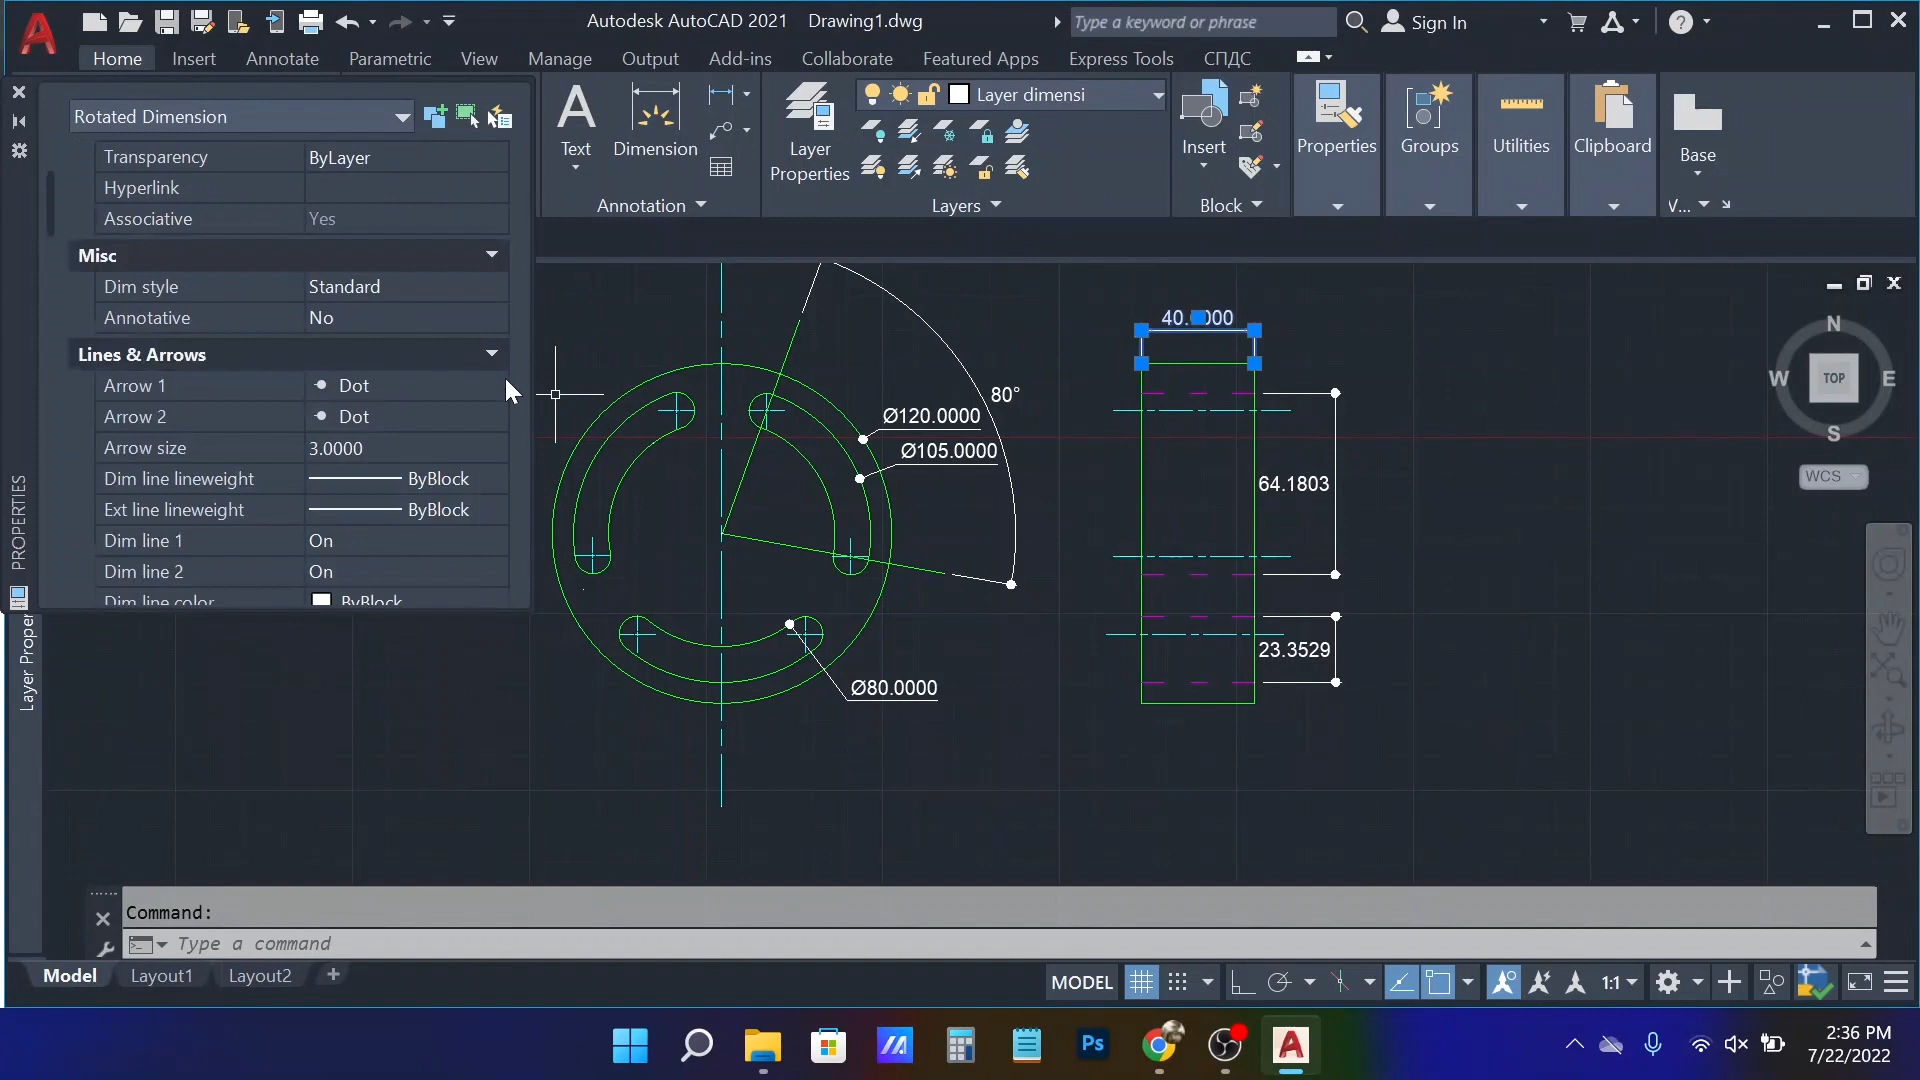 Autodesk AutoCAD 2021 Drawing1.dwg
Type a keyword or phrase
Sign In
Home Insert Annotate Parametric View Manage Output Add-ins Collaborate Featured Apps Express Tools СПДС
Rotated Dimension
Transparency ByLayer
Hyperlink
Associative Yes
Misc
Dim style Standard
Annotative No
Lines & Arrows
Arrow 1 Dot
Arrow 2 Dot
Arrow size 3.0000
Dim line lineweight ByBlock
Ext line lineweight ByBlock
Dim line 1 On
Dim line 2 On
Dim line color ByBlock
PROPERTIES
Layer Proper
Text
Dimension
Annotation
Layer
Properties
Layer dimensi
Layers
Insert
Block
Properties
Groups
Utilities
Clipboard
Base
V...
80°
Ø120.0000
Ø105.0000
Ø80.0000
64.1803
23.3529
N
W TOP E
S
WCS
Command:
Type a command
Model Layout1 Layout2
MODEL
1:1
Ps
2:36 PM
7/22/2022